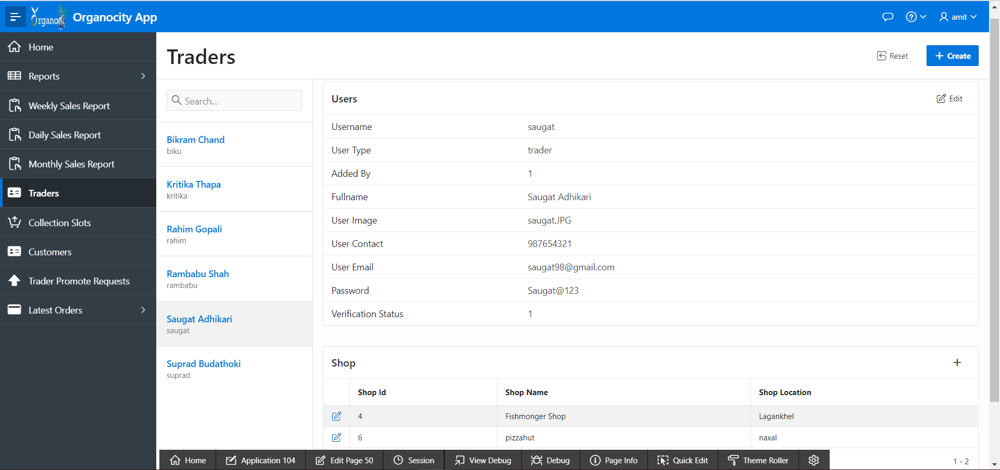 Organo
Organocity App
amit
Home
Reports
Weekly Sales Report
Daily Sales Report
Monthly Sales Report
Traders
Collection Slots
Customers
Trader Promote Requests
Latest Orders
Traders
Reset
+ Create
Search...
Bikram Chand
biku
Kritika Thapa
kritika
Rahim Gopali
rahim
Rambabu Shah
rambabu
Saugat Adhikari
saugat
Suprad Budathoki
suprad
Users
Edit
Username saugat
User Type trader
Added By 1
Fullname Saugat Adhikari
User Image saugat.JPG
User Contact 987654321
User Email saugat98@gmail.com
Password Saugat@123
Verification Status 1
Shop
+
Shop Id Shop Name Shop Location
4 Fishmonger Shop Lagankhel
6 pizzahut naxal
Home Application 104 Edit Page 50 Session View Debug Debug Page Info Quick Edit Theme Roller
1 - 2